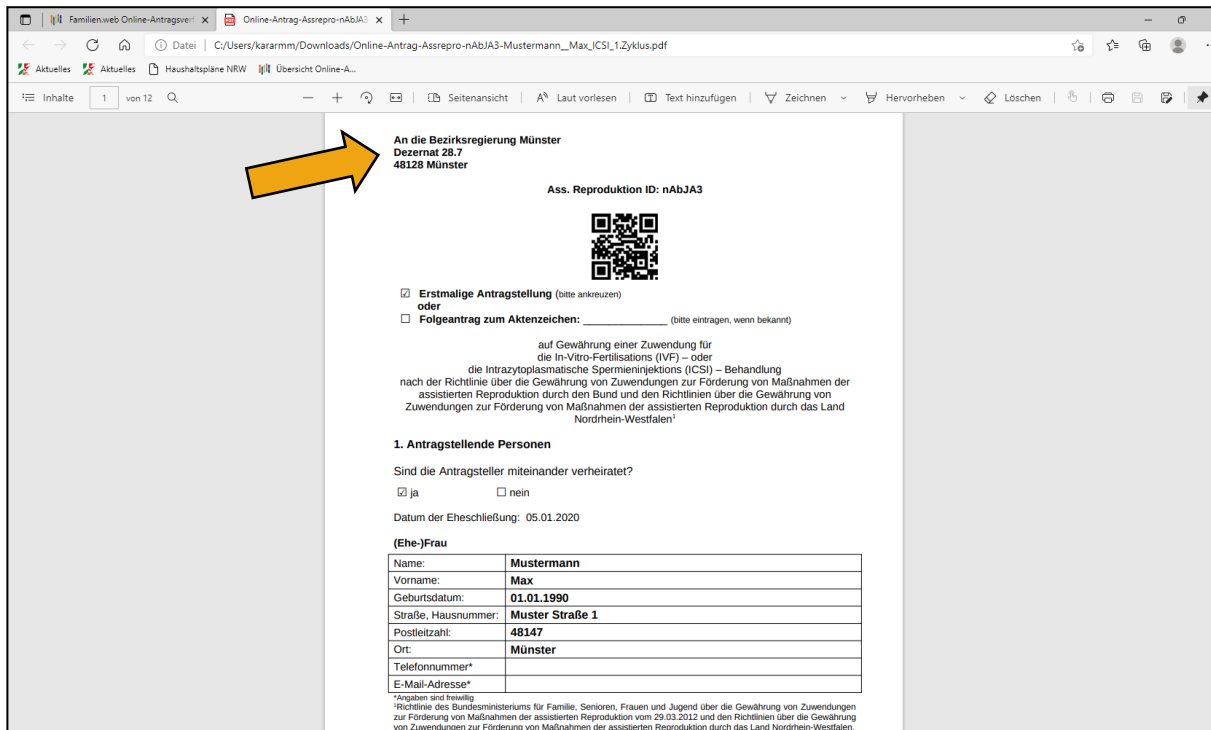 Familien.web Online-Antragsverf
Online-Antrag-Assrepro-nAbJA3
Datei
C:/Users/kararmm/Downloads/Online-Antrag-Assrepro-nAbJA3-Mustermann__Max_ICSI_1.Zyklus.pdf
Aktuelles
Aktuelles
Haushaltspläne NRW
Übersicht Online-A...
Inhalte
1 von 12
Seitenansicht
Laut vorlesen
Text hinzufügen
Zeichnen
Hervorheben
Löschen
An die Bezirksregierung Münster
Dezernat 28.7
48128 Münster
Ass. Reproduktion ID: nAbJA3
☑ Erstmalige Antragstellung (bitte ankreuzen)
oder
☐ Folgeantrag zum Aktenzeichen: ______________ (bitte eintragen, wenn bekannt)
auf Gewährung einer Zuwendung für
die In-Vitro-Fertilisations (IVF) – oder
die Intrazytoplasmatische Spermieninjektions (ICSI) – Behandlung
nach der Richtlinie über die Gewährung von Zuwendungen zur Förderung von Maßnahmen der
assistierten Reproduktion durch den Bund und den Richtlinien über die Gewährung von
Zuwendungen zur Förderung von Maßnahmen der assistierten Reproduktion durch das Land
Nordrhein-Westfalen¹
1. Antragstellende Personen
Sind die Antragsteller miteinander verheiratet?
☑ ja ☐ nein
Datum der Eheschließung: 05.01.2020
(Ehe-)Frau
Name: Mustermann
Vorname: Max
Geburtsdatum: 01.01.1990
Straße, Hausnummer: Muster Straße 1
Postleitzahl: 48147
Ort: Münster
Telefonnummer*
E-Mail-Adresse*
*Angaben sind freiwillig
¹Richtlinie des Bundesministeriums für Familie, Senioren, Frauen und Jugend über die Gewährung von Zuwendungen
zur Förderung von Maßnahmen der assistierten Reproduktion vom 29.03.2012 und den Richtlinien über die Gewährung
von Zuwendungen zur Förderung von Maßnahmen der assistierten Reproduktion durch das Land Nordrhein-Westfalen.